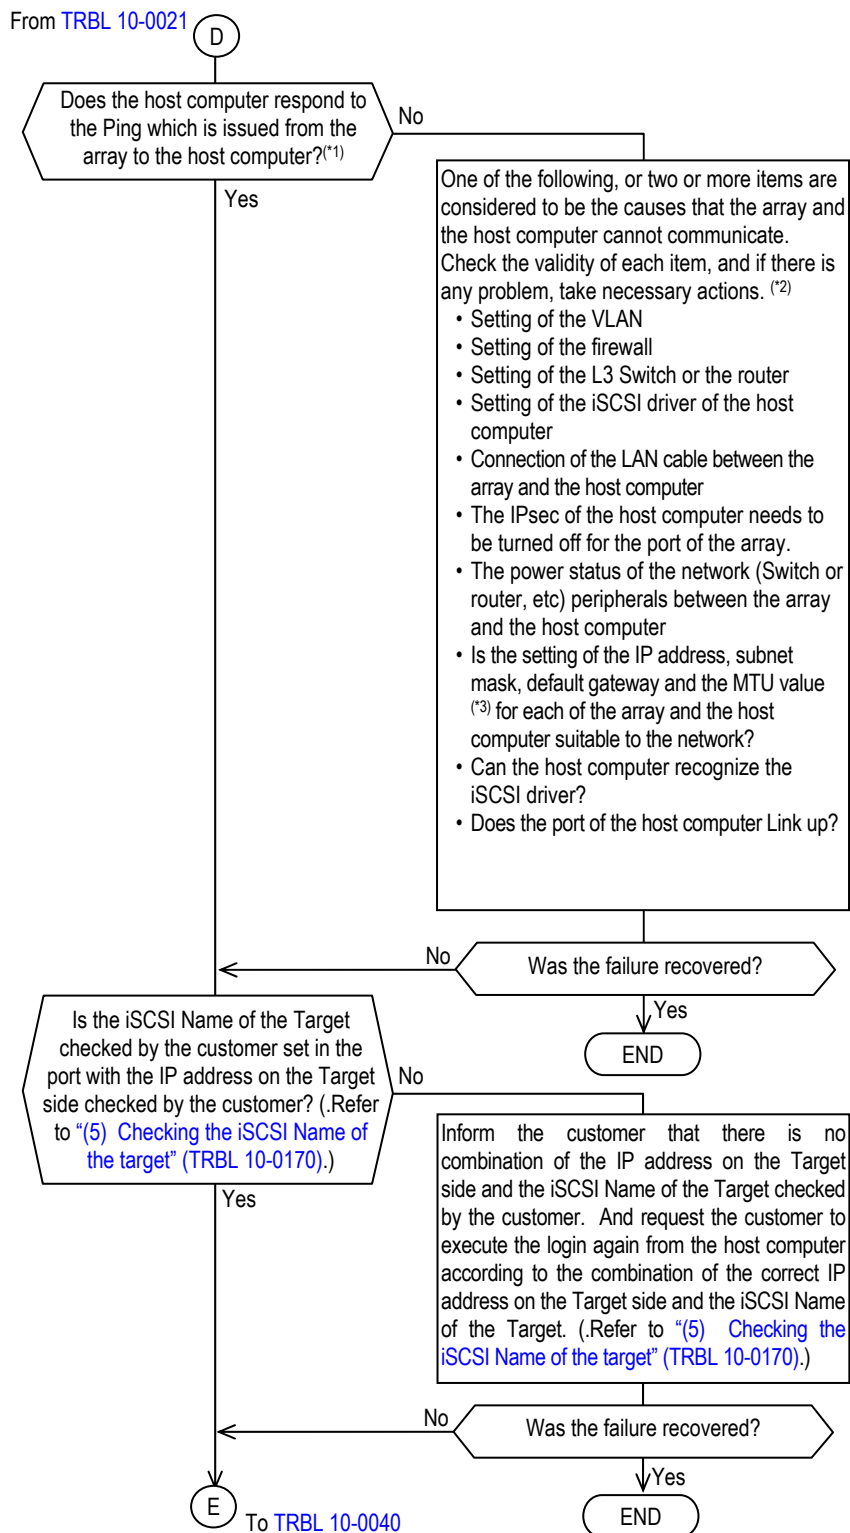 From TRBL 10-0021
D
Does the host computer respond to
the Ping which is issued from the
array to the host computer?(*1)
No
Yes
One of the following, or two or more items are
considered to be the causes that the array and
the host computer cannot communicate.
Check the validity of each item, and if there is
any problem, take necessary actions. (*2)
• Setting of the VLAN
• Setting of the firewall
• Setting of the L3 Switch or the router
• Setting of the iSCSI driver of the host
computer
• Connection of the LAN cable between the
array and the host computer
• The IPsec of the host computer needs to
be turned off for the port of the array.
• The power status of the network (Switch or
router, etc) peripherals between the array
and the host computer
• Is the setting of the IP address, subnet
mask, default gateway and the MTU value
(*3) for each of the array and the host
computer suitable to the network?
• Can the host computer recognize the
iSCSI driver?
• Does the port of the host computer Link up?
No
Was the failure recovered?
Yes
END
Is the iSCSI Name of the Target
checked by the customer set in the
port with the IP address on the Target
side checked by the customer? (.Refer
to “(5) Checking the iSCSI Name of
the target” (TRBL 10-0170).)
No
Yes
Inform the customer that there is no
combination of the IP address on the Target
side and the iSCSI Name of the Target checked
by the customer. And request the customer to
execute the login again from the host computer
according to the combination of the correct IP
address on the Target side and the iSCSI Name
of the Target. (.Refer to “(5) Checking the
iSCSI Name of the target” (TRBL 10-0170).)
No
Was the failure recovered?
Yes
END
E
To TRBL 10-0040